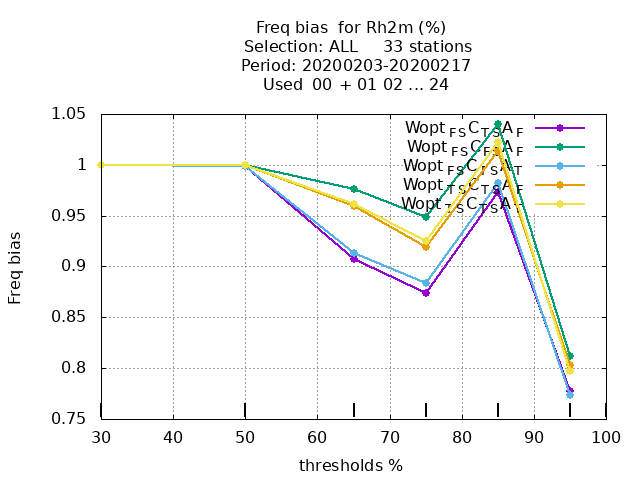 Freq bias for Rh2m (%)
Selection: ALL 33 stations
Period: 20200203-20200217
Used 00 + 01 02 ... 24
1.05
1
0.95
0.9
0.85
0.8
0.75
Freq bias
Wopt FS C TS A F
Wopt FS C FS A F
Wopt FS C TS A T
Wopt TS C TS A F
Wopt TS C TS A
30
40
50
60
70
80
90
100
thresholds %